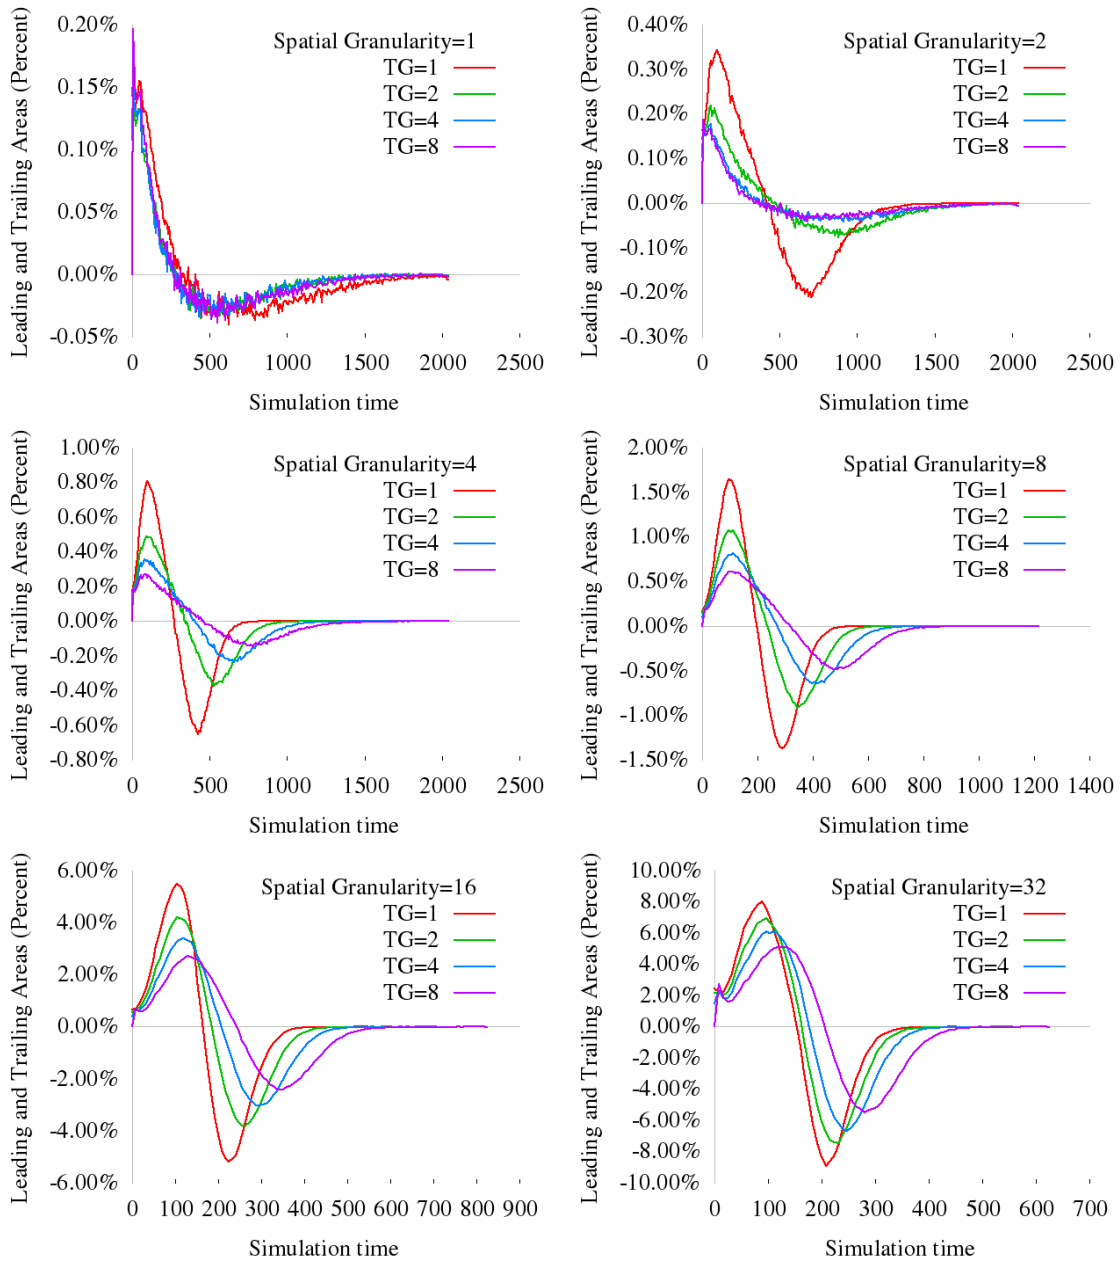 Leading and Trailing Areas (Percent)
0.20%
0.15%
0.10%
0.05%
0.00%
-0.05%
Spatial Granularity=1
TG=1
TG=2
TG=4
TG=8
0 500 1000 1500 2000 2500
Simulation time
Leading and Trailing Areas (Percent)
0.40%
0.30%
0.20%
0.10%
0.00%
-0.10%
-0.20%
-0.30%
Spatial Granularity=2
TG=1
TG=2
TG=4
TG=8
0 500 1000 1500 2000 2500
Simulation time
Leading and Trailing Areas (Percent)
1.00%
0.80%
0.60%
0.40%
0.20%
0.00%
-0.20%
-0.40%
-0.60%
-0.80%
Spatial Granularity=4
TG=1
TG=2
TG=4
TG=8
0 500 1000 1500 2000 2500
Simulation time
Leading and Trailing Areas (Percent)
2.00%
1.50%
1.00%
0.50%
0.00%
-0.50%
-1.00%
-1.50%
Spatial Granularity=8
TG=1
TG=2
TG=4
TG=8
0 200 400 600 800 1000 1200 1400
Simulation time
Leading and Trailing Areas (Percent)
6.00%
4.00%
2.00%
0.00%
-2.00%
-4.00%
-6.00%
Spatial Granularity=16
TG=1
TG=2
TG=4
TG=8
0 100 200 300 400 500 600 700 800 900
Simulation time
Leading and Trailing Areas (Percent)
10.00%
8.00%
6.00%
4.00%
2.00%
0.00%
-2.00%
-4.00%
-6.00%
-8.00%
-10.00%
Spatial Granularity=32
TG=1
TG=2
TG=4
TG=8
0 100 200 300 400 500 600 700
Simulation time